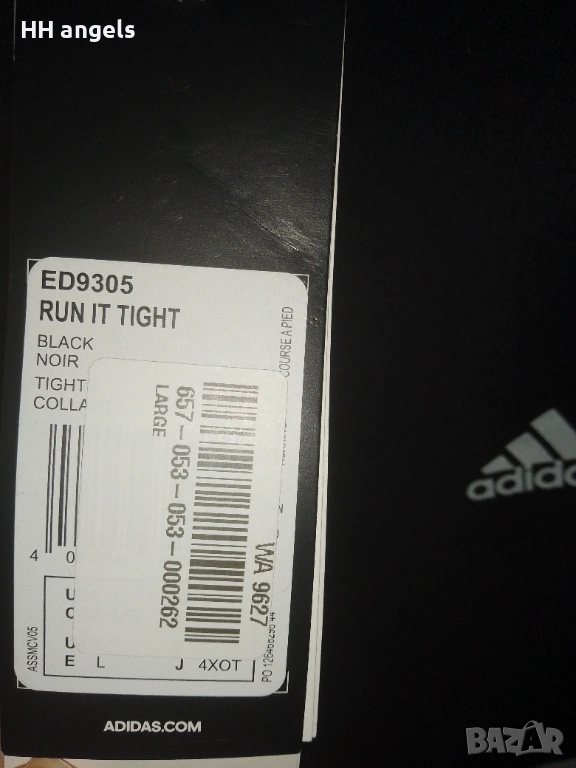 HH angels
ED9305
RUN IT TIGHT
BLACK
NOIR
TIGHT
COLLA
COURSE A PIED
657-053-053-000262
LARGE
WA 9627
4 0
U
U
E L J 4XOT
ASSMCV05
ADIDAS.COM
adidas
BAZAR